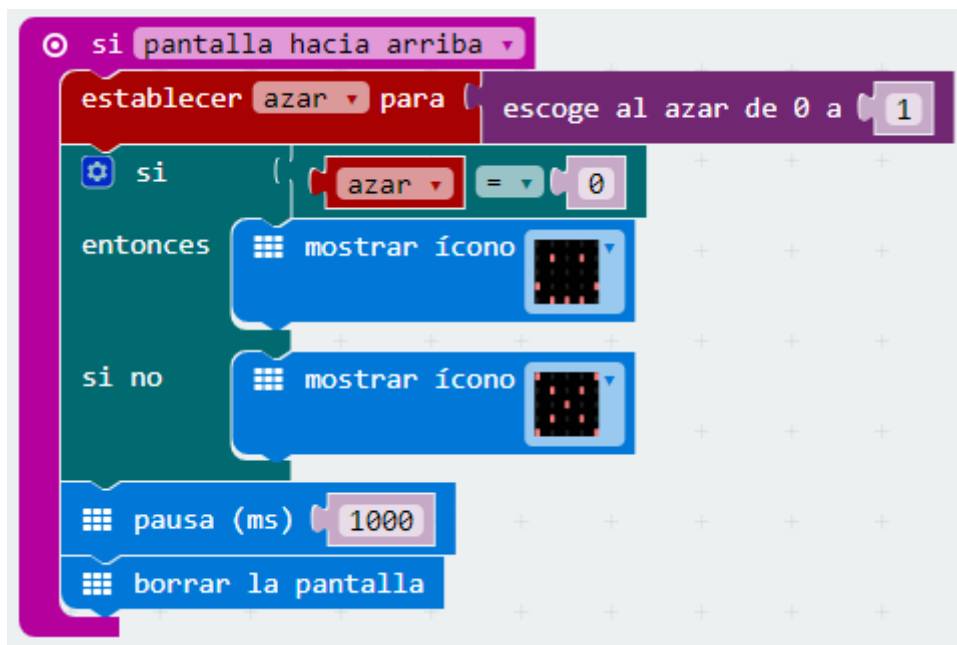 si pantalla hacia arriba
establecer azar para escoge al azar de 0 a 1
si azar = 0
entonces mostrar ícono
si no mostrar ícono
pausa (ms) 1000
borrar la pantalla